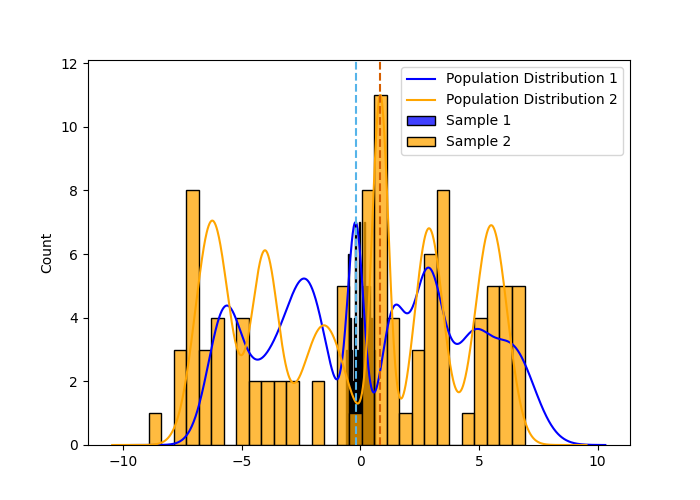 Population Distribution 1
Population Distribution 2
Sample 1
Sample 2
Count
12
10
8
6
4
2
0
−10
−5
0
5
10